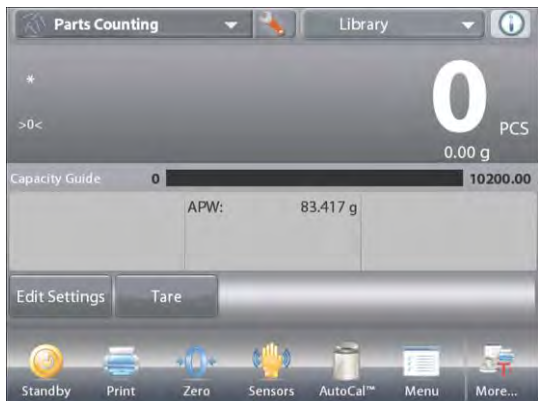 Parts Counting Library
*
0
>0<
PCS
0.00 g
Capacity Guide 0 10200.00
APW: 83.417 g
Edit Settings Tare
0
Standby Print Zero Sensors AutoCal™ Menu More...